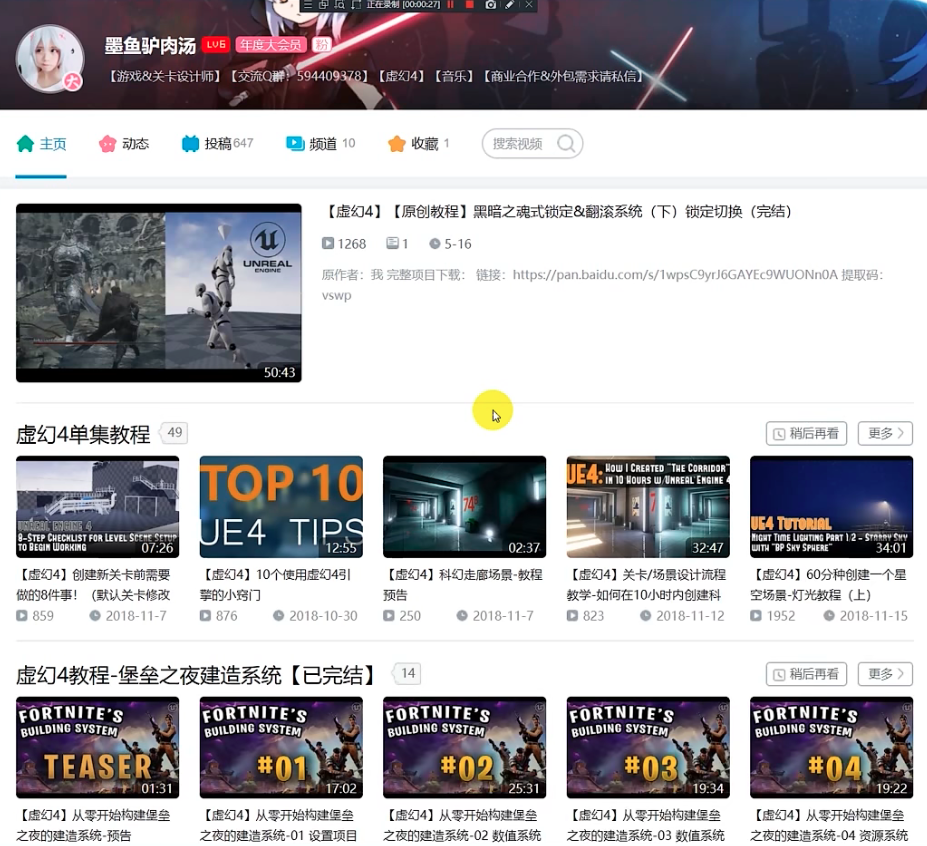 正在录制 [00:00:27]
墨鱼驴肉汤 LV6 年度大会员 粉
大
【游戏&关卡设计师】【交流Q群：594409378】【虚幻4】【音乐】【商业合作&外包需求请私信】
主页 动态 投稿647 频道 10 收藏 1 搜索视频
【虚幻4】【原创教程】黑暗之魂式锁定&翻滚系统（下）锁定切换（完结）
1268 1 5-16
原作者：我 完整项目下载： 链接：https://pan.baidu.com/s/1wpsC9yrJ6GAYEc9WUONn0A 提取码：
vswp
UNREAL
ENGINE
50:43
虚幻4单集教程 49 稍后再看 更多
UNREAL ENGINE 4
8-Step Checklist for Level Scene Setup
to Begin Working
07:26
TOP 10
UE4 TIPS
12:55
02:37
UE4: How I Created "The Corridor"
in 10 Hours w/Unreal Engine 4
32:47
UE4 Tutorial
Night Time Lighting Part 1/2 - Starry Sky
with "BP Sky Sphere"
34:01
【虚幻4】创建新关卡前需要
做的8件事！（默认关卡修改
859 2018-11-7
【虚幻4】10个使用虚幻4引
擎的小窍门
876 2018-10-30
【虚幻4】科幻走廊场景-教程
预告
250 2018-11-7
【虚幻4】关卡/场景设计流程
教学-如何在10小时内创建科
823 2018-11-12
【虚幻4】60分种创建一个星
空场景-灯光教程（上）
1952 2018-11-15
虚幻4教程-堡垒之夜建造系统【已完结】 14 稍后再看 更多
FORTNITE'S
BUILDING SYSTEM
TEASER
01:31
FORTNITE'S
BUILDING SYSTEM
#01
17:02
FORTNITE'S
BUILDING SYSTEM
#02
25:31
FORTNITE'S
BUILDING SYSTEM
#03
19:34
FORTNITE'S
BUILDING SYSTEM
#04
19:22
【虚幻4】从零开始构建堡垒
之夜的建造系统-预告
【虚幻4】从零开始构建堡垒
之夜的建造系统-01 设置项目
【虚幻4】从零开始构建堡垒
之夜的建造系统-02 数值系统
【虚幻4】从零开始构建堡垒
之夜的建造系统-03 数值系统
【虚幻4】从零开始构建堡垒
之夜的建造系统-04 资源系统